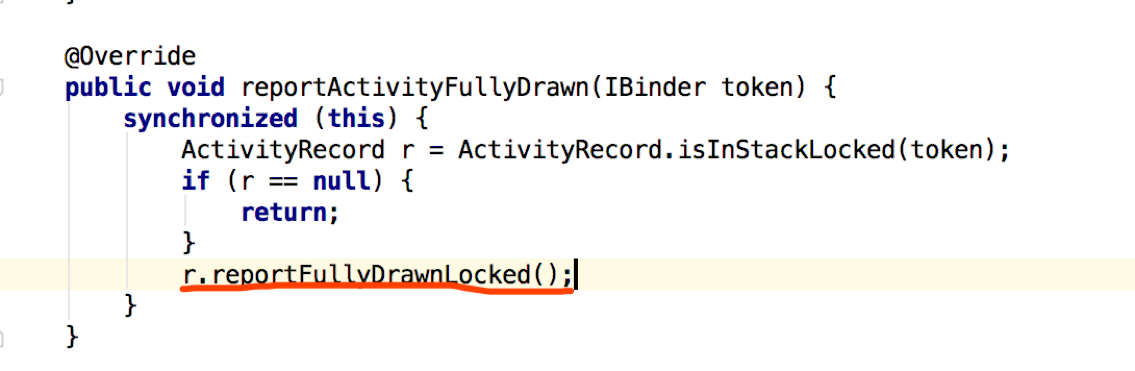 }
@Override
public void reportActivityFullyDrawn(IBinder token) {
synchronized (this) {
ActivityRecord r = ActivityRecord.isInStackLocked(token);
if (r == null) {
return;
}
r.reportFullyDrawnLocked();
}
}